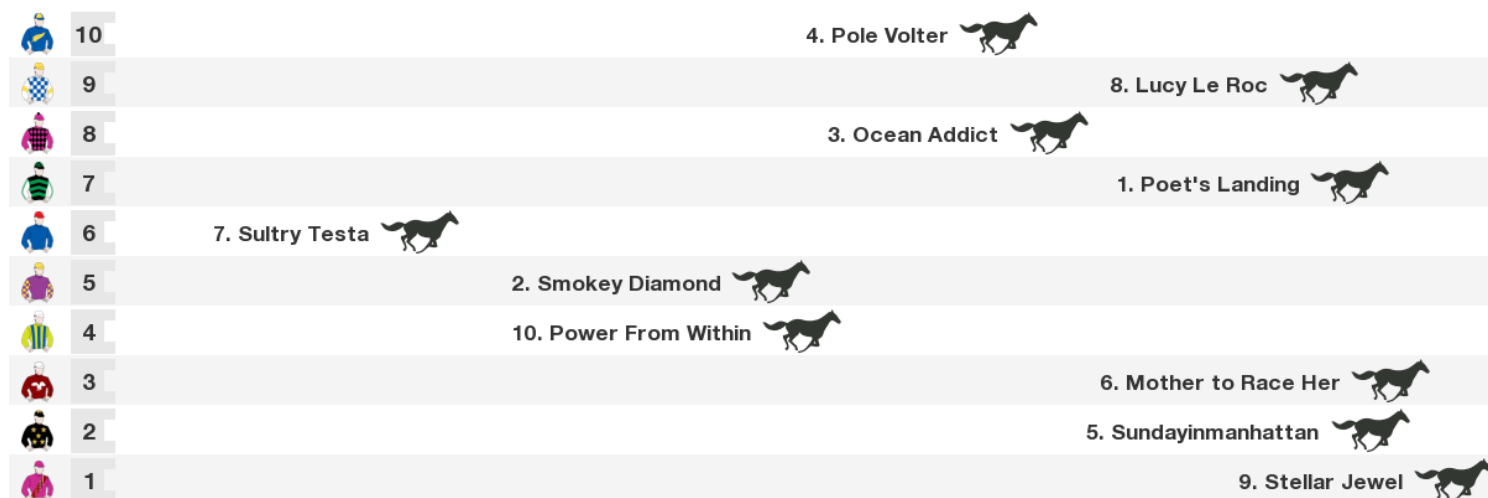 10 4. Pole Volter
9 8. Lucy Le Roc
8 3. Ocean Addict
7 1. Poet's Landing
6 7. Sultry Testa
5 2. Smokey Diamond
4 10. Power From Within
3 6. Mother to Race Her
2 5. Sundayinmanhattan
1 9. Stellar Jewel